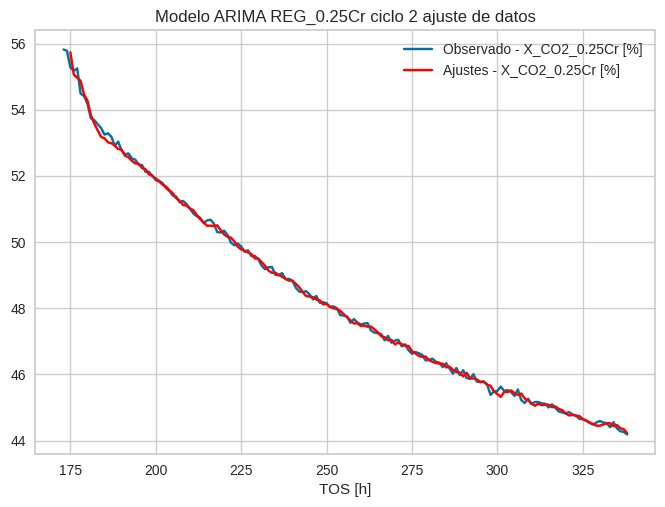 Modelo ARIMA REG_0.25Cr ciclo 2 ajuste de datos
Observado - X_CO2_0.25Cr [%]
Ajustes - X_CO2_0.25Cr [%]
56
54
52
50
48
46
44
175 200 225 250 275 300 325
TOS [h]